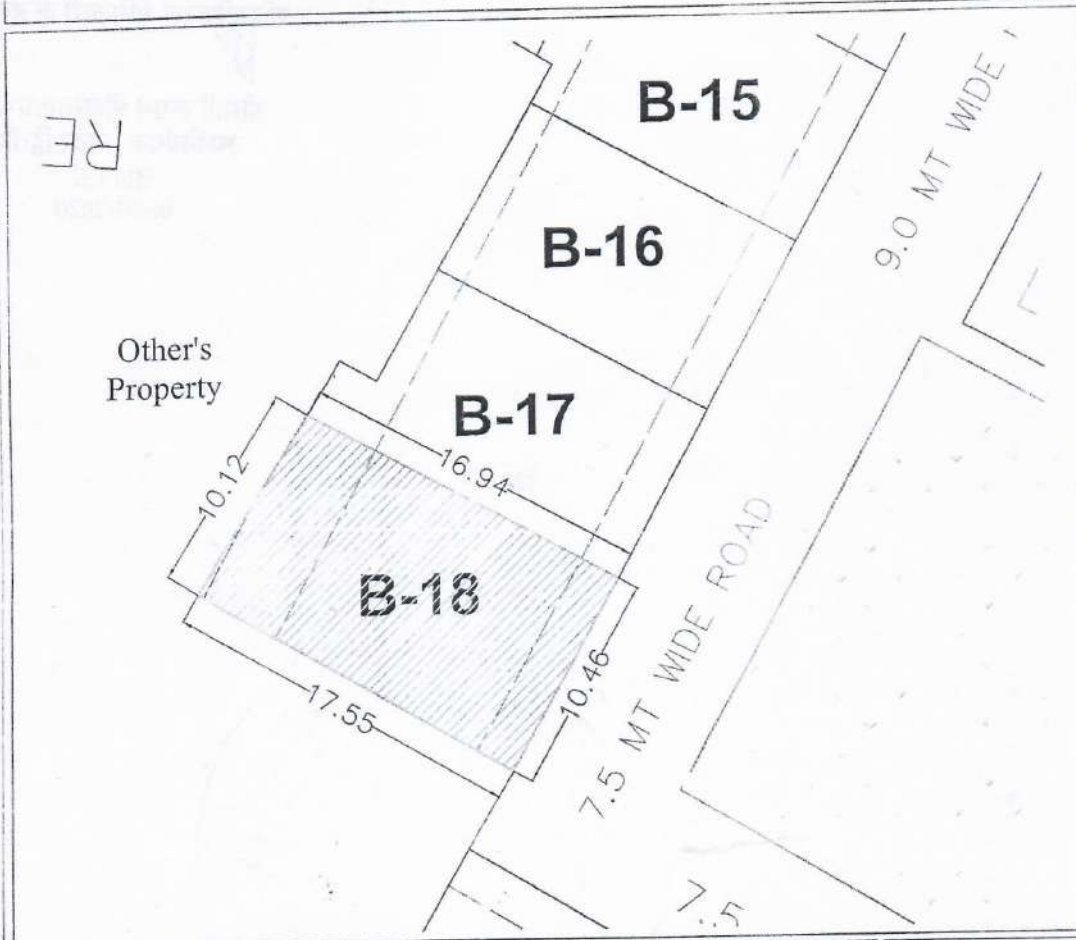 B-15
9.0 MT WIDE
RE
B-16
Other's
Property
B-17
16.94
10.12
B-18
10.46
17.55
7.5 MT WIDE ROAD
7.5